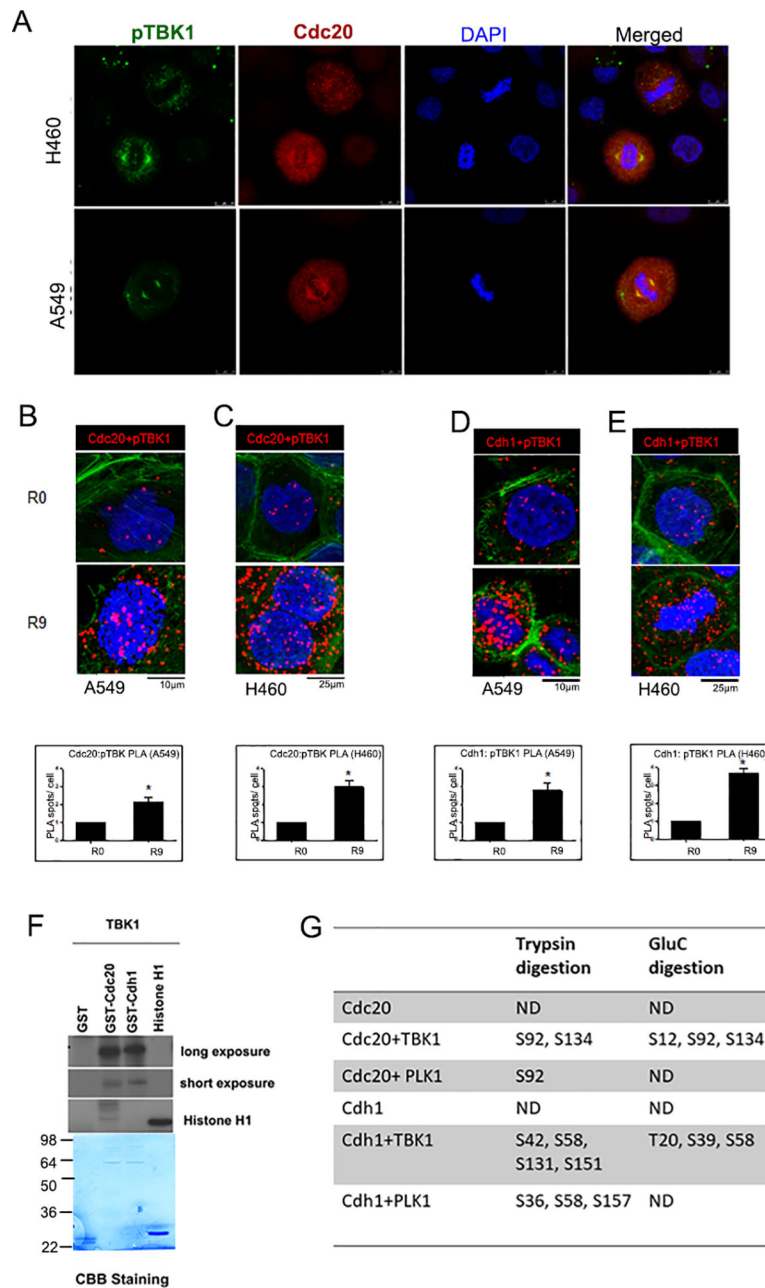 A
pTBK1 Cdc20 DAPI Merged
H460
A549
B C D E
Cdc20+pTBK1 Cdc20+pTBK1 Cdh1+pTBK1 Cdh1+pTBK1
R0
R9
A549 10µm H460 25µm A549 10µm H460 25µm
Cdc20:pTBK PLA (A549) Cdc20:pTBK PLA (H460) Cdh1: pTBK1 PLA (A549) Cdh1: pTBK1 PLA (H460)
PLA spots/ cell PLA spots/ cell PLA spots/ cell PLA spots/ cell
* * * *
R0 R9 R0 R9 R0 R9 R0 R9
F
TBK1
GST GST-Cdc20 GST-Cdh1 Histone H1
long exposure
short exposure
Histone H1
98
64
50
36
22
CBB Staining
G
Trypsin digestion GluC digestion
Cdc20 ND ND
Cdc20+TBK1 S92, S134 S12, S92, S134
Cdc20+ PLK1 S92 ND
Cdh1 ND ND
Cdh1+TBK1 S42, S58, T20, S39, S58
S131, S151
Cdh1+PLK1 S36, S58, S157 ND